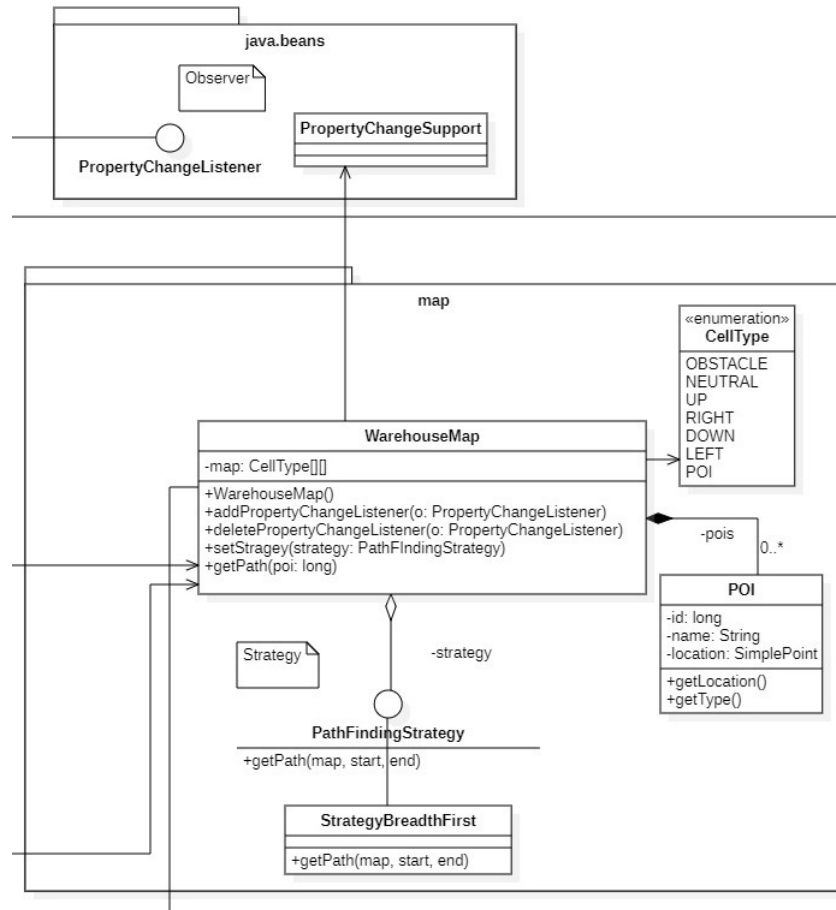 java.beans
Observer
PropertyChangeListener
PropertyChangeSupport
map
«enumeration»
CellType
OBSTACLE
NEUTRAL
UP
RIGHT
DOWN
LEFT
POI
WarehouseMap
-map: CellType[][]
+WarehouseMap()
+addPropertyChangeListener(o: PropertyChangeListener)
+deletePropertyChangeListener(o: PropertyChangeListener)
+setStragey(strategy: PathFIndingStrategy)
+getPath(poi: long)
-pois
0..*
POI
-id: long
-name: String
-location: SimplePoint
+getLocation()
+getType()
Strategy
-strategy
PathFindingStrategy
+getPath(map, start, end)
StrategyBreadthFirst
+getPath(map, start, end)